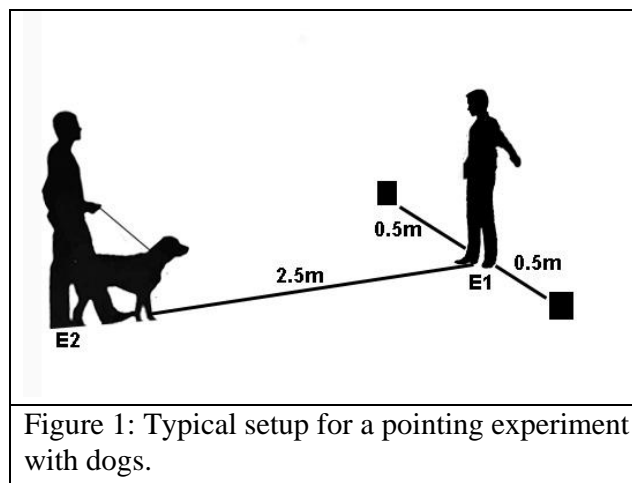 0.5m
0.5m
2.5m
E1
E2
Figure 1: Typical setup for a pointing experiment
with dogs.